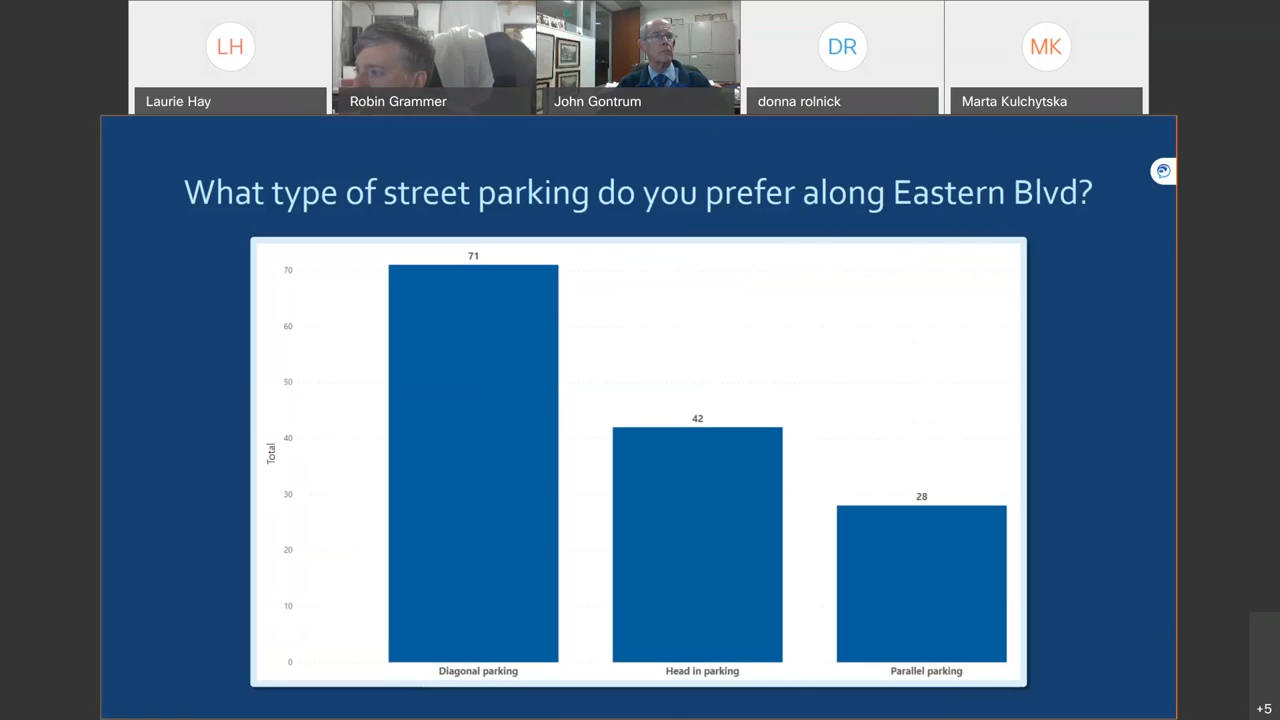 LH
DR
MK
Laurie Hay
Robin Grammer
John Gontrum
donna rolnick
Marta Kulchytska
What type of street parking do you prefer along Eastern Blvd?
71
70
60
50
42
40
Total
30
28
20
10
0
Diagonal parking
Head in parking
Parallel parking
+5